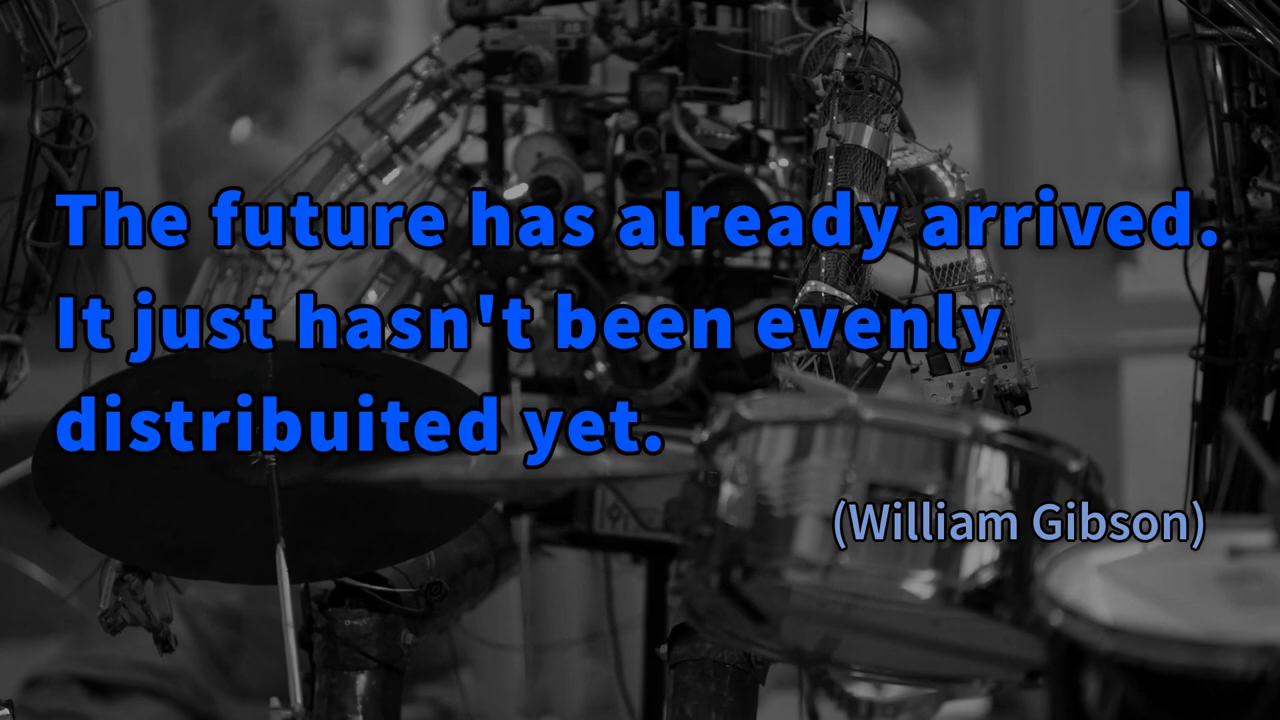 The future has already arrived.
It just hasn't been evenly
distribuited yet.
(William Gibson)